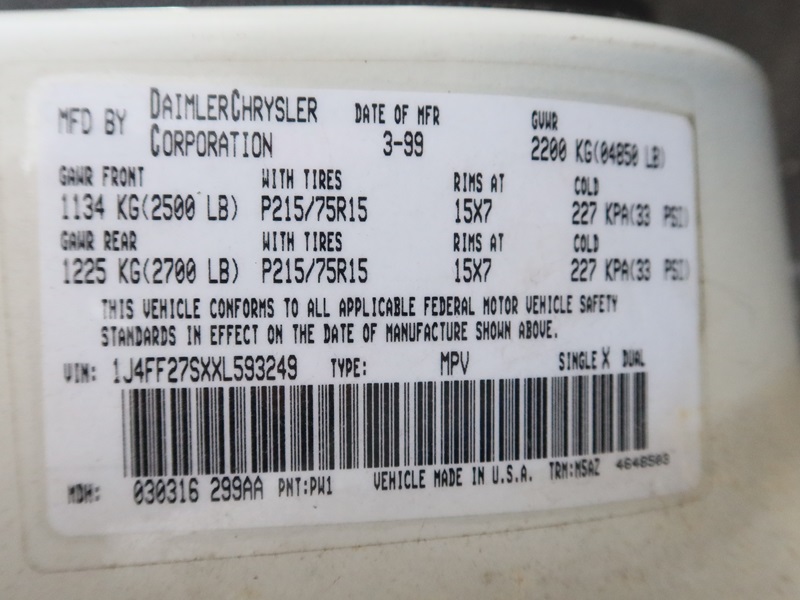 MFD BY DAIMLERCHRYSLER CORPORATION DATE OF MFR 3-99 GVWR 2200 KG(04850 LB)
GAWR FRONT WITH TIRES RIMS AT COLD
1134 KG(2500 LB) P215/75R15 15X7 227 KPA(33 PSI)
GAWR REAR WITH TIRES RIMS AT COLD
1225 KG(2700 LB) P215/75R15 15X7 227 KPA(33 PSI)
THIS VEHICLE CONFORMS TO ALL APPLICABLE FEDERAL MOTOR VEHICLE SAFETY
STANDARDS IN EFFECT ON THE DATE OF MANUFACTURE SHOWN ABOVE.
VIN: 1J4FF27SXXL593249 TYPE: MPV SINGLE X DUAL
MDH: 030316 299AA PNT:PW1 VEHICLE MADE IN U.S.A. TRM:M5AZ 4648503